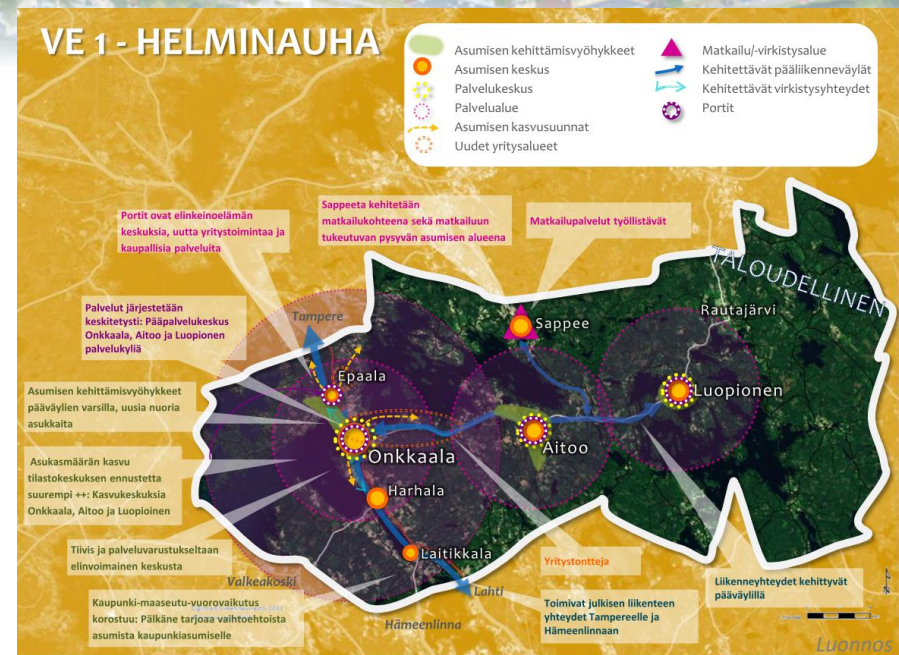 VE 1 - HELMINAUHA
Asumisen kehittämisvyöhykkeet
Asumisen keskus
Palvelukeskus
Palvelualue
Asumisen kasvusuunnat
Uudet yritysalueet
Matkailu/-virkistysalue
Kehitettävät pääliikenneväylät
Kehitettävät virkistysyhteydet
Portit
Portit ovat elinkeinoelämän
keskuksia, uutta yritystoimintaa ja
kaupallisia palveluita
Sappeeta kehitetään
matkailukohteena sekä matkailuun
tukeutuvan pysyvän asumisen alueena
Matkailupalvelut työllistävät
TALOUDELLINEN
Palvelut järjestetään
keskitetysti: Pääpalvelukeskus
Onkkaala, Aitoo ja Luopionen
palvelukyliä
Tampere
Sappee
Rautajärvi
Epaala
Luopionen
Asumisen kehittämisvyöhykkeet
pääväylien varsilla, uusia nuoria
asukkaita
Onkkaala
Aitoo
Asukasmäärän kasvu
tilastokeskuksen ennustetta
suurempi ++: Kasvukeskuksia
Onkkaala, Aitoo ja Luopioinen
Harhala
Tiivis ja palveluvarustukseltaan
elinvoimainen keskusta
Laitikkala
Yritystontteja
Valkeakoski
Lahti
Liikenneyhteydet kehittyvät
pääväylillä
Kaupunki-maaseutu-vuorovaikutus
korostuu: Pälkäne tarjoaa vaihtoehtoista
asumista kaupunkiasumiselle
Hämeenlinna
Toimivat julkisen liikenteen
yhteydet Tampereelle ja
Hämeenlinnaan
Luonnos